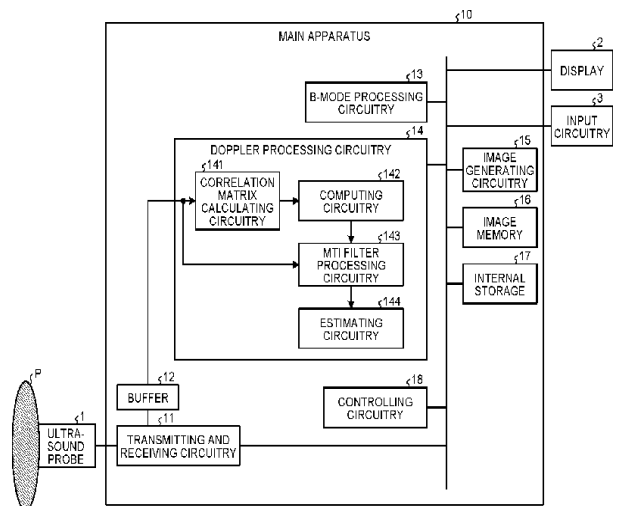 10
MAIN APPARATUS
2
DISPLAY
13
B-MODE PROCESSING
CIRCUITRY
3
INPUT
CIRCUITRY
14
DOPPLER PROCESSING CIRCUITRY
15
IMAGE
GENERATING
CIRCUITRY
141
CORRELATION
MATRIX
CALCULATING
CIRCUITRY
142
COMPUTING
CIRCUITRY
16
IMAGE
MEMORY
143
MTI FILTER
PROCESSING
CIRCUITRY
17
INTERNAL
STORAGE
144
ESTIMATING
CIRCUITRY
P
12
BUFFER
18
CONTROLLING
CIRCUITRY
1
ULTRA-
SOUND
PROBE
11
TRANSMITTING AND
RECEIVING CIRCUITRY